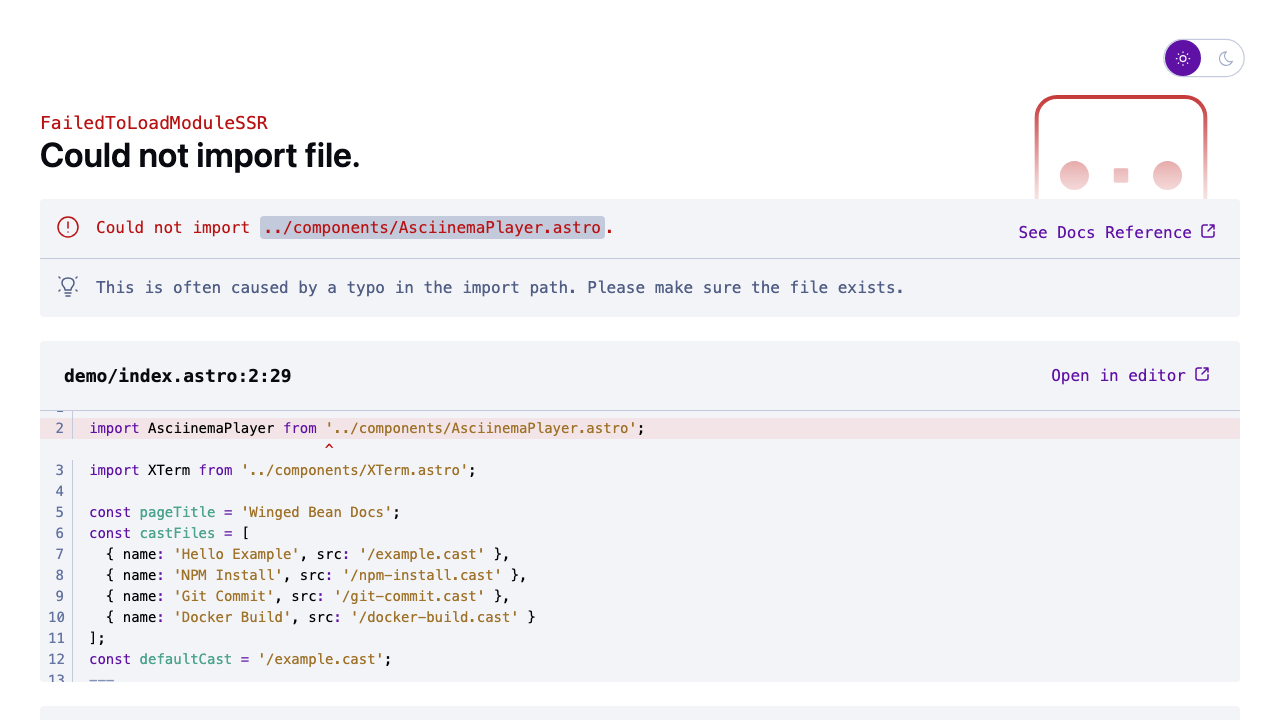 FailedToLoadModuleSSR
Could not import file.
Could not import ../components/AsciinemaPlayer.astro.
See Docs Reference
This is often caused by a typo in the import path. Please make sure the file exists.
demo/index.astro:2:29
Open in editor
2 import AsciinemaPlayer from '../components/AsciinemaPlayer.astro';
^
3 import XTerm from '../components/XTerm.astro';
4
5 const pageTitle = 'Winged Bean Docs';
6 const castFiles = [
7 { name: 'Hello Example', src: '/example.cast' },
8 { name: 'NPM Install', src: '/npm-install.cast' },
9 { name: 'Git Commit', src: '/git-commit.cast' },
10 { name: 'Docker Build', src: '/docker-build.cast' }
11 ];
12 const defaultCast = '/example.cast';
13 ---